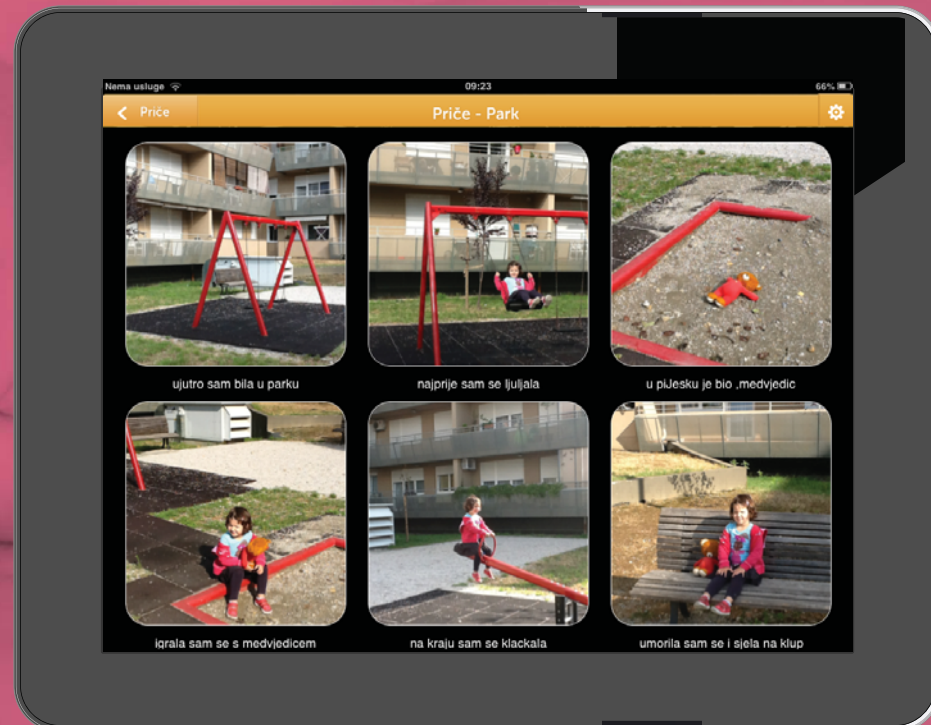 Nema usluge 09:23 66%
Priče Priče - Park
ujutro sam bila u parku
najprije sam se ljuljala
u piJesku je bio ,medvjedic
igrala sam se s medvjedicem
na kraju sam se klackala
umorila sam se i sjela na klup